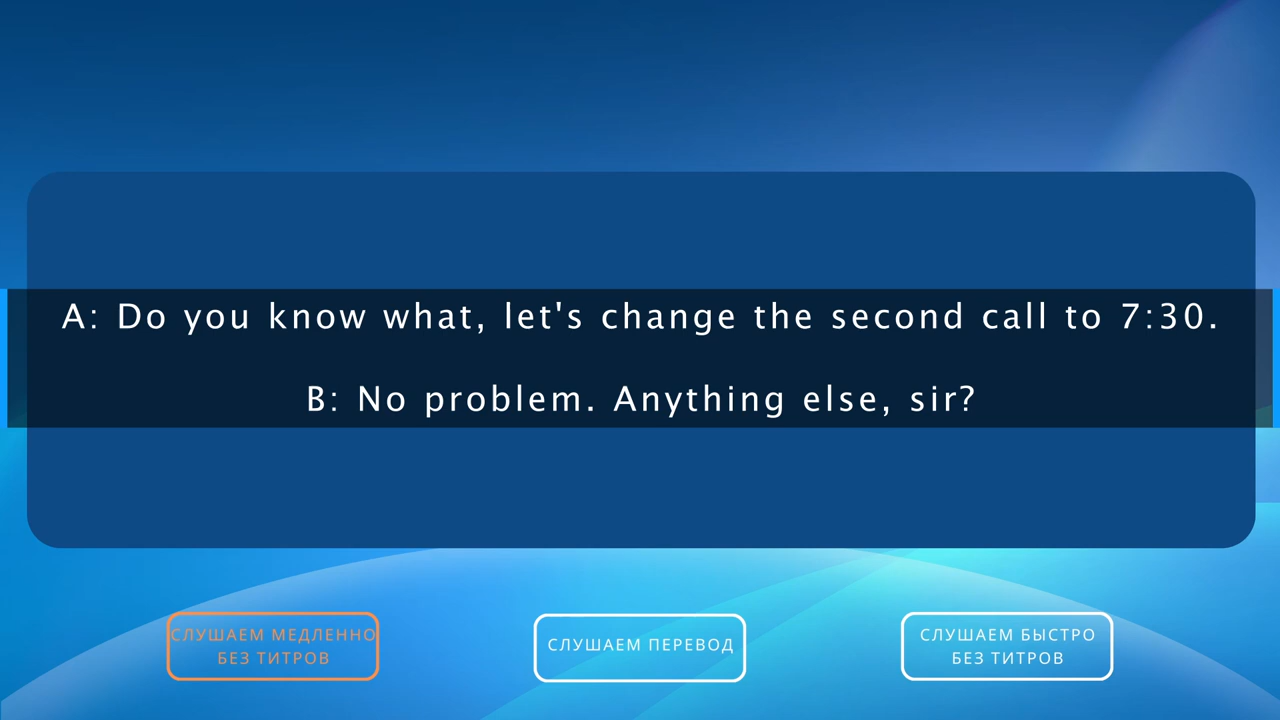 A: Do you know what, let's change the second call to 7:30.
B: No problem. Anything else, sir?
СЛУШАЕМ МЕДЛЕННО
БЕЗ ТИТРОВ
СЛУШАЕМ ПЕРЕВОД
СЛУШАЕМ БЫСТРО
БЕЗ ТИТРОВ